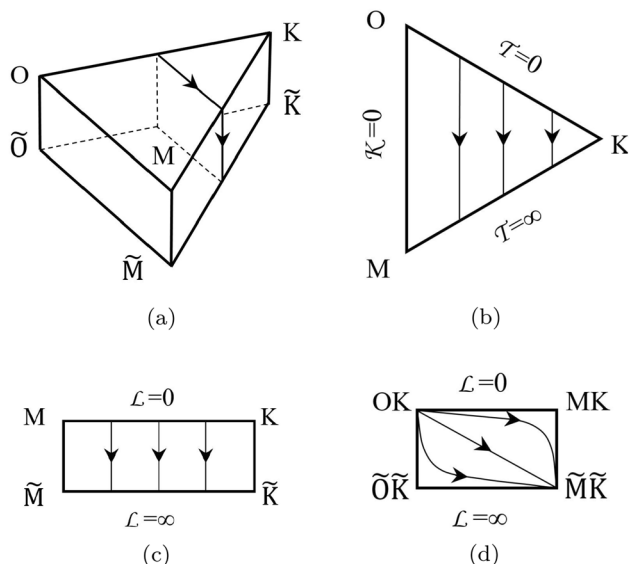 K
O
K̃
Õ
M
M̃
(a)
O
𝒯=0
𝒦=0
K
𝒯=∞
M
(b)
ℒ=0
M K
M̃ K̃
ℒ=∞
(c)
ℒ=0
OK MK
ÕK̃ M̃K̃
ℒ=∞
(d)